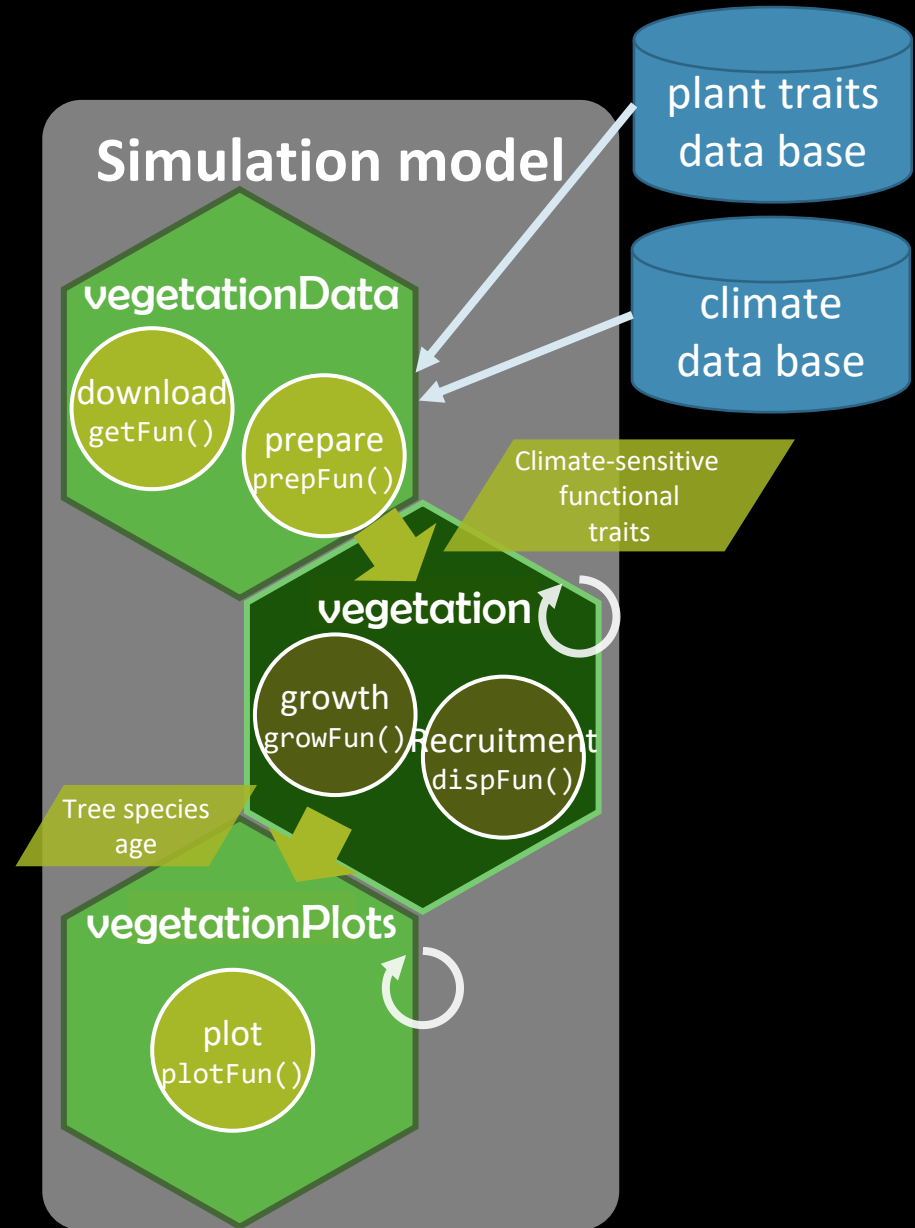 plant traits
data base
Simulation model
climate
data base
vegetationData
download
getFun()
prepare
prepFun()
Climate-sensitive
functional
traits
vegetation
growth
growFun()
Recruitment
dispFun()
Tree species
age
vegetationPlots
plot
plotFun()